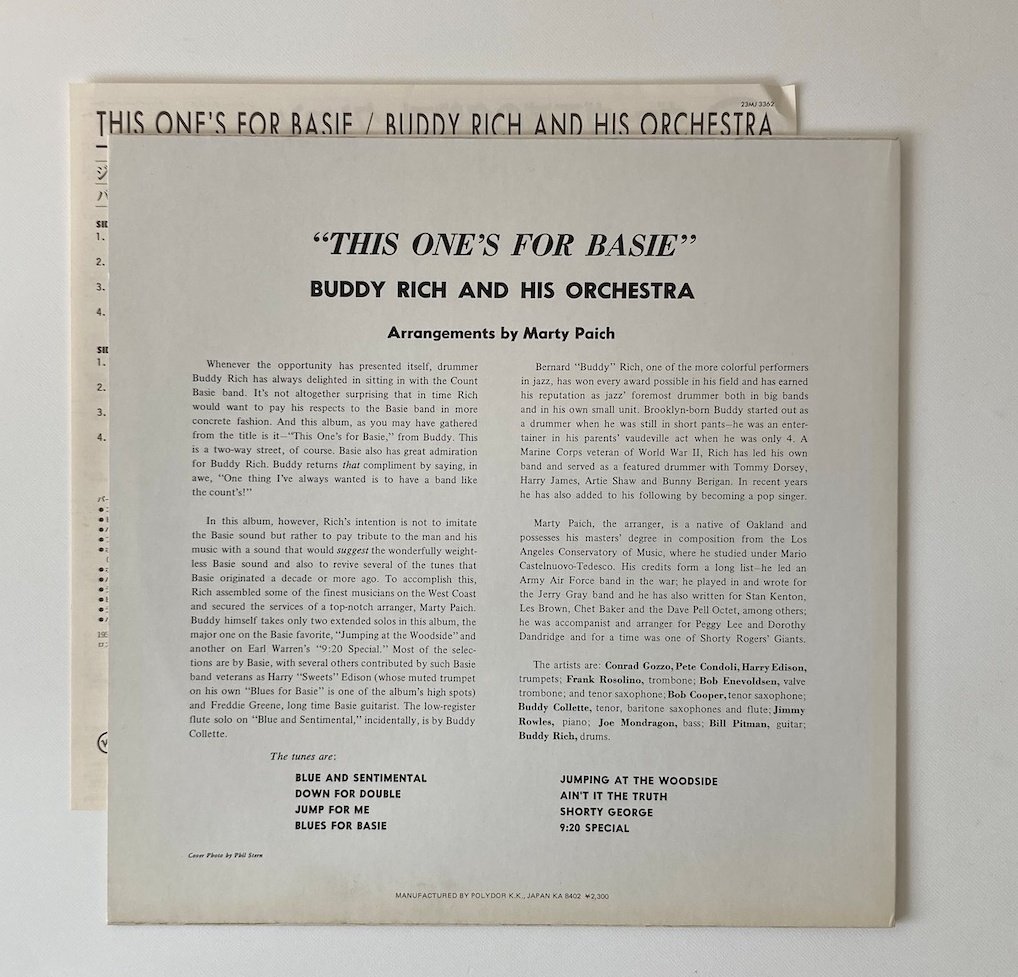 23MJ 3362
THIS ONE'S FOR BASIE / BUDDY RICH AND HIS ORCHESTRA
ジ
バ
1.
2.
3.
4.
1.
2.
3.
4.
“THIS ONE’S FOR BASIE”
BUDDY RICH AND HIS ORCHESTRA
Arrangements by Marty Paich
Whenever the opportunity has presented itself, drummer
Buddy Rich has always delighted in sitting in with the Count
Basie band. It’s not altogether surprising that in time Rich
would want to pay his respects to the Basie band in more
concrete fashion. And this album, as you may have gathered
from the title is it—“This One’s for Basie,” from Buddy. This
is a two-way street, of course. Basie also has great admiration
for Buddy Rich. Buddy returns that compliment by saying, in
awe, “One thing I’ve always wanted is to have a band like
the count’s!”
In this album, however, Rich’s intention is not to imitate
the Basie sound but rather to pay tribute to the man and his
music with a sound that would suggest the wonderfully weight-
less Basie sound and also to revive several of the tunes that
Basie originated a decade or more ago. To accomplish this,
Rich assembled some of the finest musicians on the West Coast
and secured the services of a top-notch arranger, Marty Paich.
Buddy himself takes only two extended solos in this album, the
major one on the Basie favorite, “Jumping at the Woodside” and
another on Earl Warren’s “9:20 Special.” Most of the selec-
tions are by Basie, with several others contributed by such Basie
band veterans as Harry “Sweets” Edison (whose muted trumpet
on his own “Blues for Basie” is one of the album’s high spots)
and Freddie Greene, long time Basie guitarist. The low-register
flute solo on “Blue and Sentimental,” incidentally, is by Buddy
Collette.
Bernard “Buddy” Rich, one of the more colorful performers
in jazz, has won every award possible in his field and has earned
his reputation as jazz’ foremost drummer both in big bands
and in his own small unit. Brooklyn-born Buddy started out as
a drummer when he was still in short pants—he was an enter-
tainer in his parents’ vaudeville act when he was only 4. A
Marine Corps veteran of World War II, Rich has led his own
band and served as a featured drummer with Tommy Dorsey,
Harry James, Artie Shaw and Bunny Berigan. In recent years
he has also added to his following by becoming a pop singer.
Marty Paich, the arranger, is a native of Oakland and
possesses his masters’ degree in composition from the Los
Angeles Conservatory of Music, where he studied under Mario
Castelnuovo-Tedesco. His credits form a long list—he led an
Army Air Force band in the war; he played in and wrote for
the Jerry Gray band and he has also written for Stan Kenton,
Les Brown, Chet Baker and the Dave Pell Octet, among others;
he was accompanist and arranger for Peggy Lee and Dorothy
Dandridge and for a time was one of Shorty Rogers’ Giants.
The artists are: Conrad Gozzo, Pete Condoli, Harry Edison,
trumpets; Frank Rosolino, trombone; Bob Enevoldsen, valve
trombone; and tenor saxophone; Bob Cooper, tenor saxophone;
Buddy Collette, tenor, baritone saxophones and flute; Jimmy
Rowles, piano; Joe Mondragon, bass; Bill Pitman, guitar;
Buddy Rich, drums.
The tunes are:
BLUE AND SENTIMENTAL
DOWN FOR DOUBLE
JUMP FOR ME
BLUES FOR BASIE
JUMPING AT THE WOODSIDE
AIN'T IT THE TRUTH
SHORTY GEORGE
9:20 SPECIAL
Cover Photo by Phil Stern
MANUFACTURED BY POLYDOR K.K., JAPAN KA 8402 ¥2,300